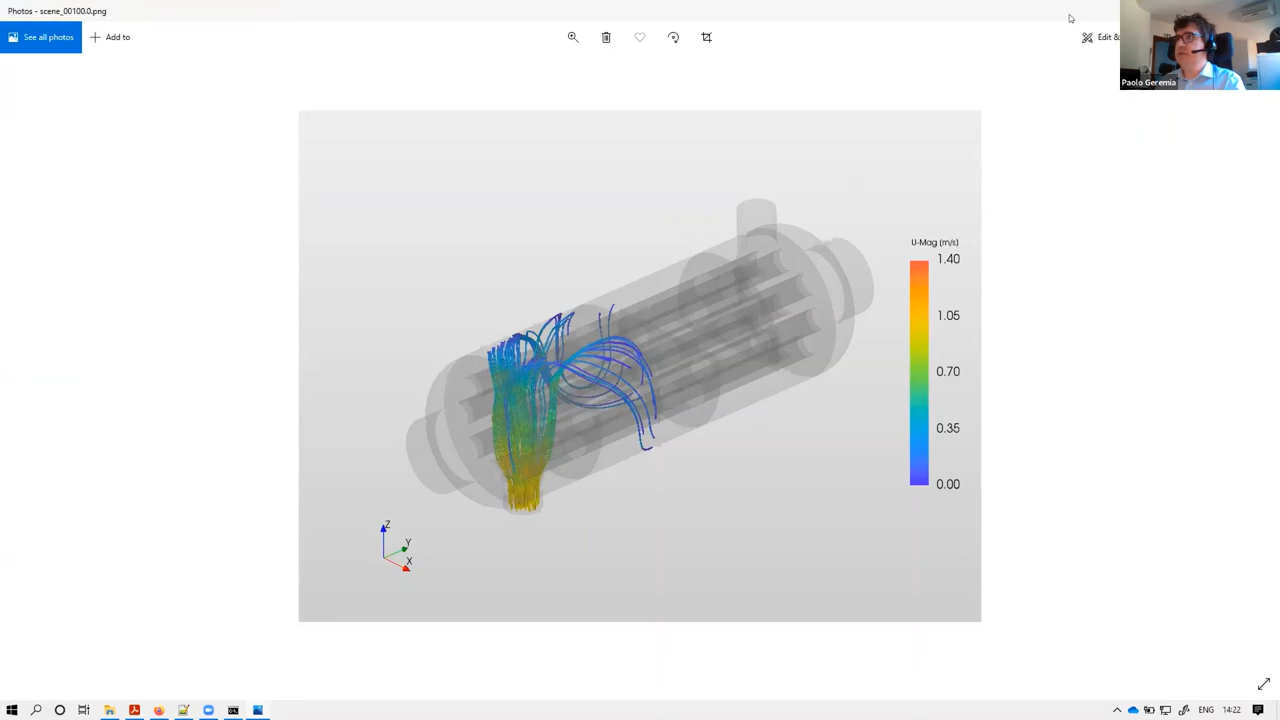 Photos - scene_00100.0.png
See all photos
Add to
Edit &
Paolo Geremia
U-Mag (m/s)
1.40
1.05
0.70
0.35
0.00
Z
Y
X
ENG
14:22